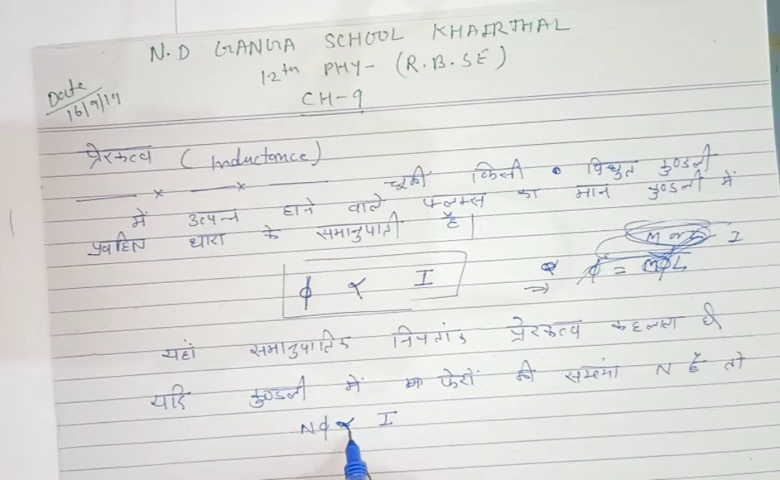 N.D GANGA SCHOOL KHAIRTHAL
12th PHY- (R.B.SE)
Date
16/9/19
CH-9
प्रेरकत्व (Inductance)
चूकी किसी विधुत कुण्डली
में उत्पन्न होने वाले फ्लक्स का मान कुण्डली में
प्रवाहित धारा के समानुपाती है।
ϕ ∝ I
यहां समानुपातिक नियतांक प्रेरकत्व कहलाता है
यदि कुण्डली में फेरों की संख्या N है तो
Nϕ ∝ I